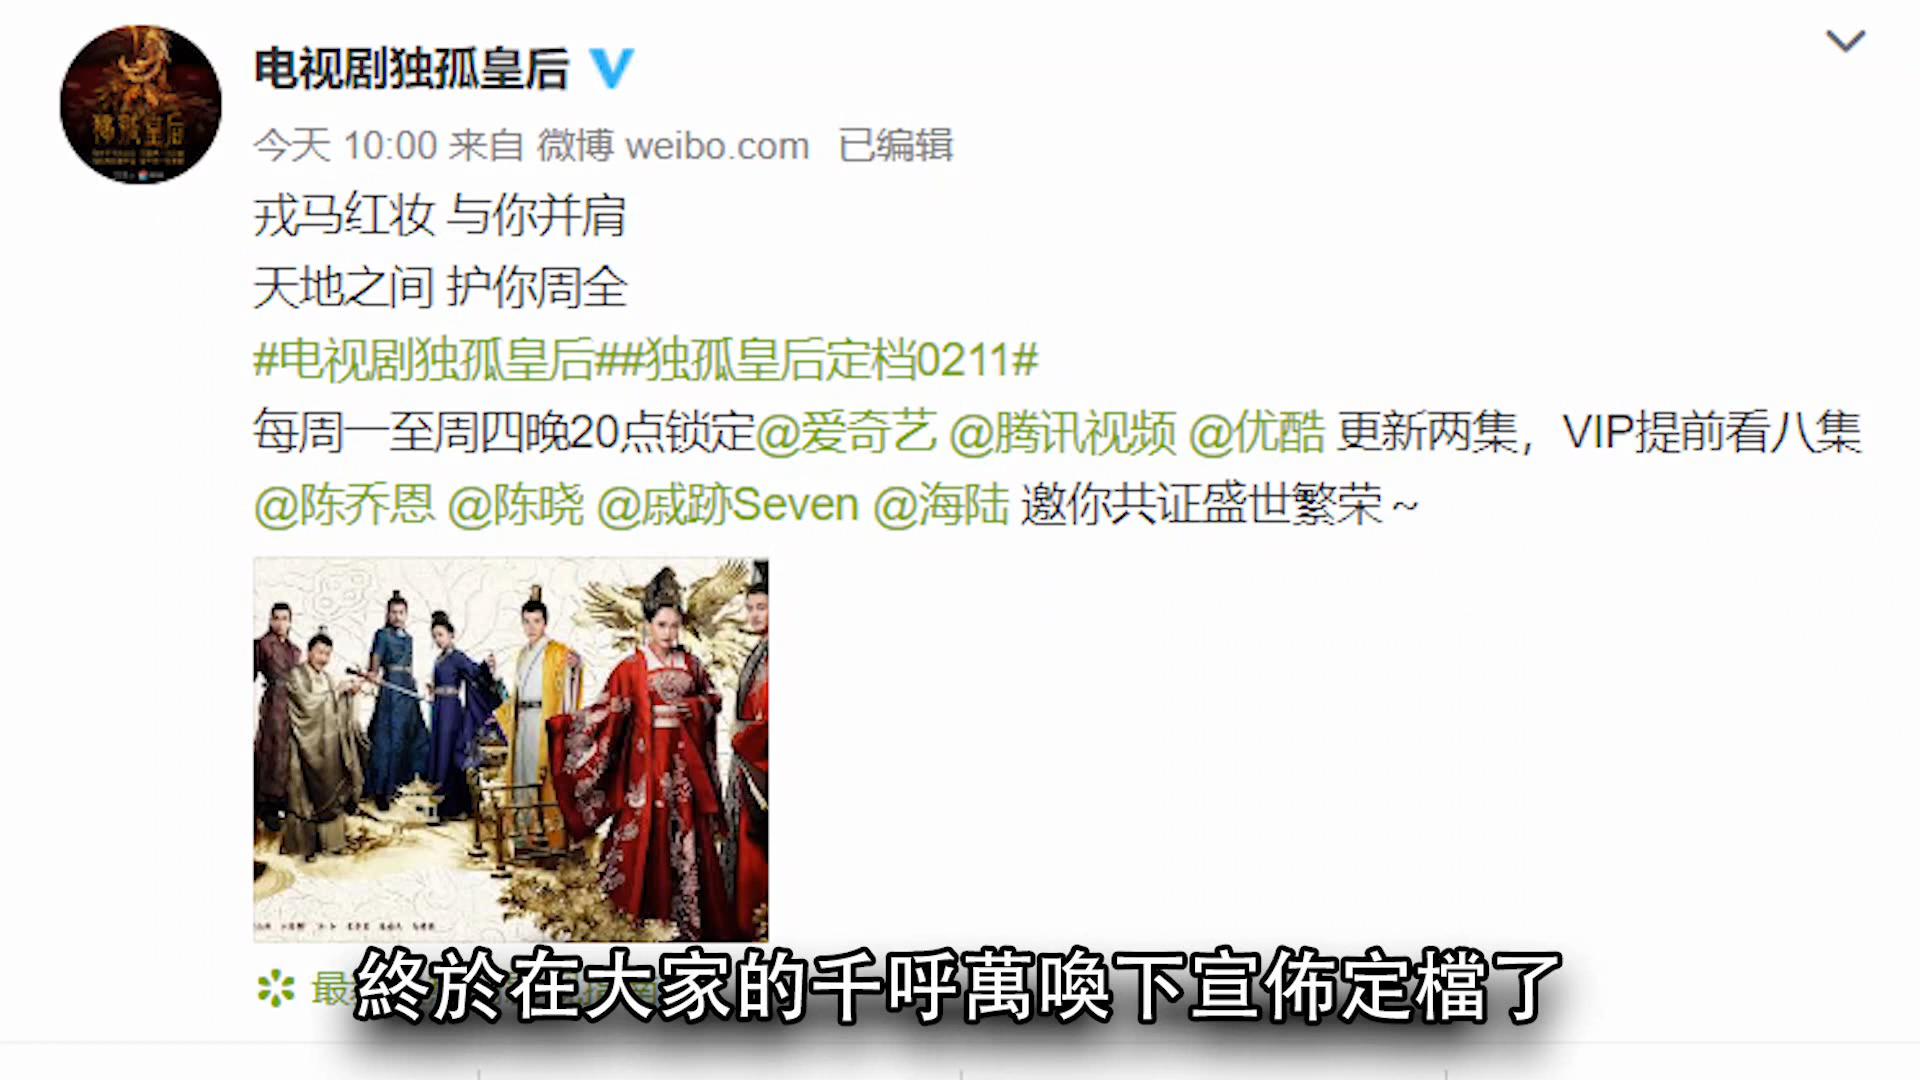 电视剧独孤皇后
今天 10:00 来自 微博 weibo.com 已编辑
戎马红妆 与你并肩
天地之间 护你周全
#电视剧独孤皇后##独孤皇后定档0211#
每周一至周四晚20点锁定@爱奇艺 @腾讯视频 @优酷 更新两集，VIP提前看八集
@陈乔恩 @陈晓 @戚跡Seven @海陆 邀你共证盛世繁荣～
終於在大家的千呼萬喚下宣佈定檔了